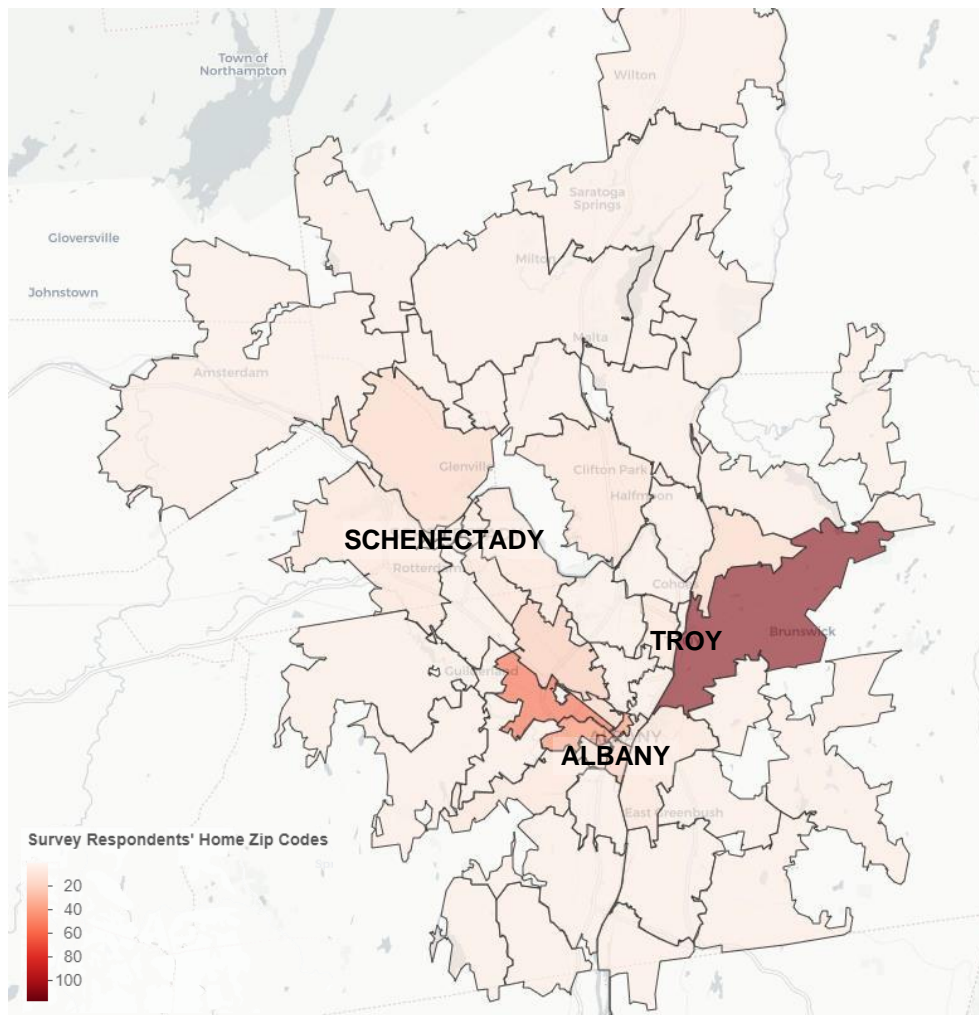 Town of
Northampton
Wilton
Saratoga
Springs
Gloversville
Milton
Johnstown
Malta
Amsterdam
Glenville
Clifton Park
Halfmoon
SCHENECTADY
Rotterdam
Cohoes
TROY
Brunswick
Guilderland
ALBANY
ALBANY
East Greenbush
Survey Respondents' Home Zip Codes
20
40
60
80
100